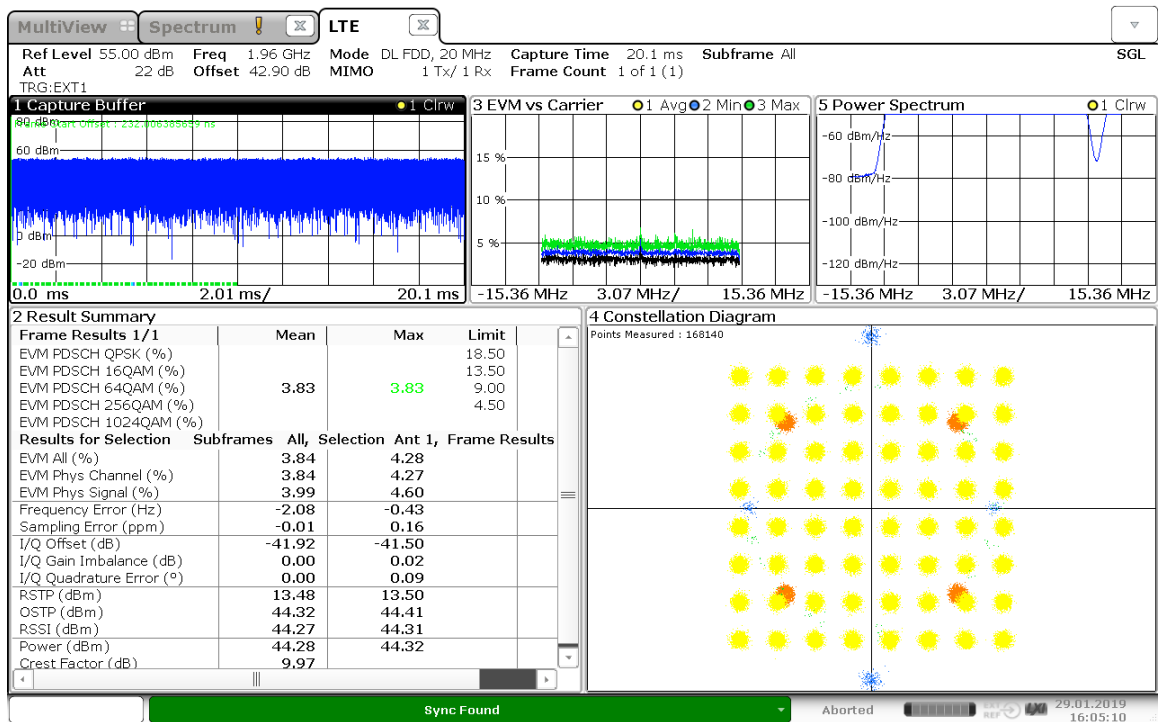 MultiView Spectrum LTE
Ref Level 55.00 dBm Freq 1.96 GHz Mode DL FDD, 20 MHz Capture Time 20.1 ms Subframe All SGL
Att 22 dB Offset 42.90 dB MIMO 1 Tx/ 1 Rx Frame Count 1 of 1 (1)
TRG:EXT1
1 Capture Buffer 1 Clrw
80 dBm
Frame Start Offset : 232.006385659 ns
60 dBm
0 dBm
-20 dBm
0.0 ms 2.01 ms/ 20.1 ms
3 EVM vs Carrier 1 Avg 2 Min 3 Max
15 %
10 %
5 %
-15.36 MHz 3.07 MHz/ 15.36 MHz
5 Power Spectrum 1 Clrw
-60 dBm/Hz
-80 dBm/Hz
-100 dBm/Hz
-120 dBm/Hz
-15.36 MHz 3.07 MHz/ 15.36 MHz
2 Result Summary
Frame Results 1/1 Mean Max Limit
EVM PDSCH QPSK (%) 18.50
EVM PDSCH 16QAM (%) 13.50
EVM PDSCH 64QAM (%) 3.83 3.83 9.00
EVM PDSCH 256QAM (%) 4.50
EVM PDSCH 1024QAM (%)
Results for Selection Subframes All, Selection Ant 1, Frame Results
EVM All (%) 3.84 4.28
EVM Phys Channel (%) 3.84 4.27
EVM Phys Signal (%) 3.99 4.60
Frequency Error (Hz) -2.08 -0.43
Sampling Error (ppm) -0.01 0.16
I/Q Offset (dB) -41.92 -41.50
I/Q Gain Imbalance (dB) 0.00 0.02
I/Q Quadrature Error (°) 0.00 0.09
RSTP (dBm) 13.48 13.50
OSTP (dBm) 44.32 44.41
RSSI (dBm) 44.27 44.31
Power (dBm) 44.28 44.32
Crest Factor (dB) 9.97
4 Constellation Diagram
Points Measured : 168140
Sync Found
Aborted
EXT
REF
LXI
29.01.2019
16:05:10